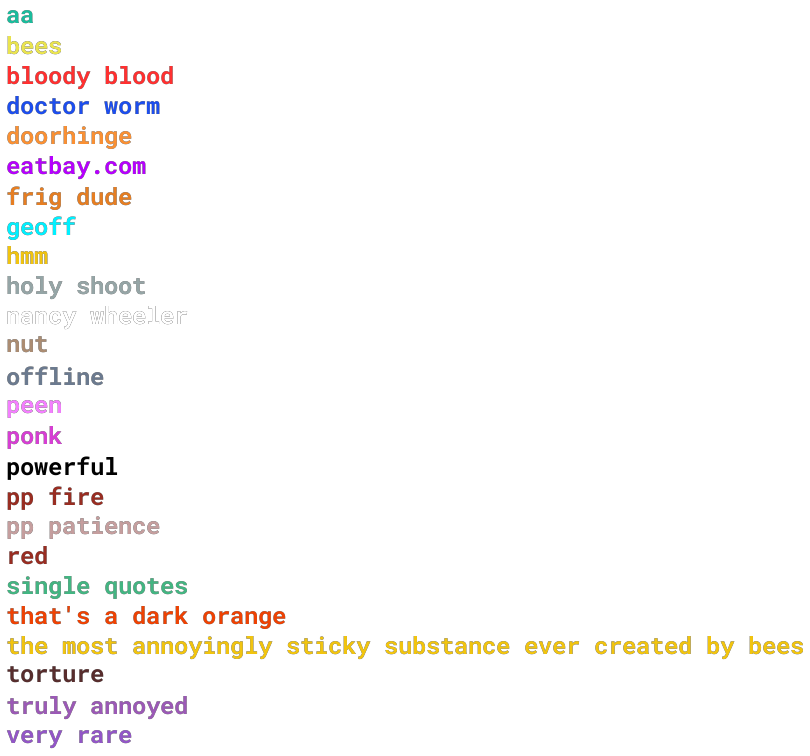 aa
bees
bloody blood
doctor worm
doorhinge
eatbay.com
frig dude
geoff
hmm
holy shoot
nancy wheeler
nut
offline
peen
ponk
powerful
pp fire
pp patience
red
single quotes
that's a dark orange
the most annoyingly sticky substance ever created by bees
torture
truly annoyed
very rare